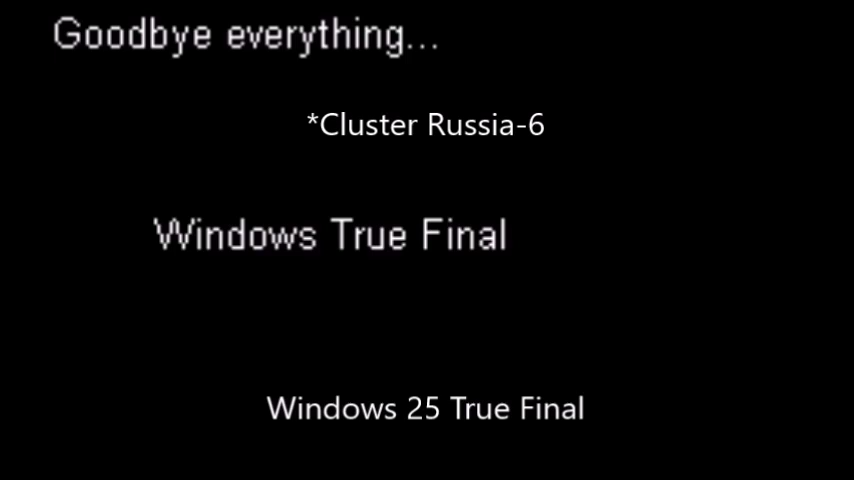 Goodbye everything...
*Cluster Russia-6
Windows True Final
Windows 25 True Final